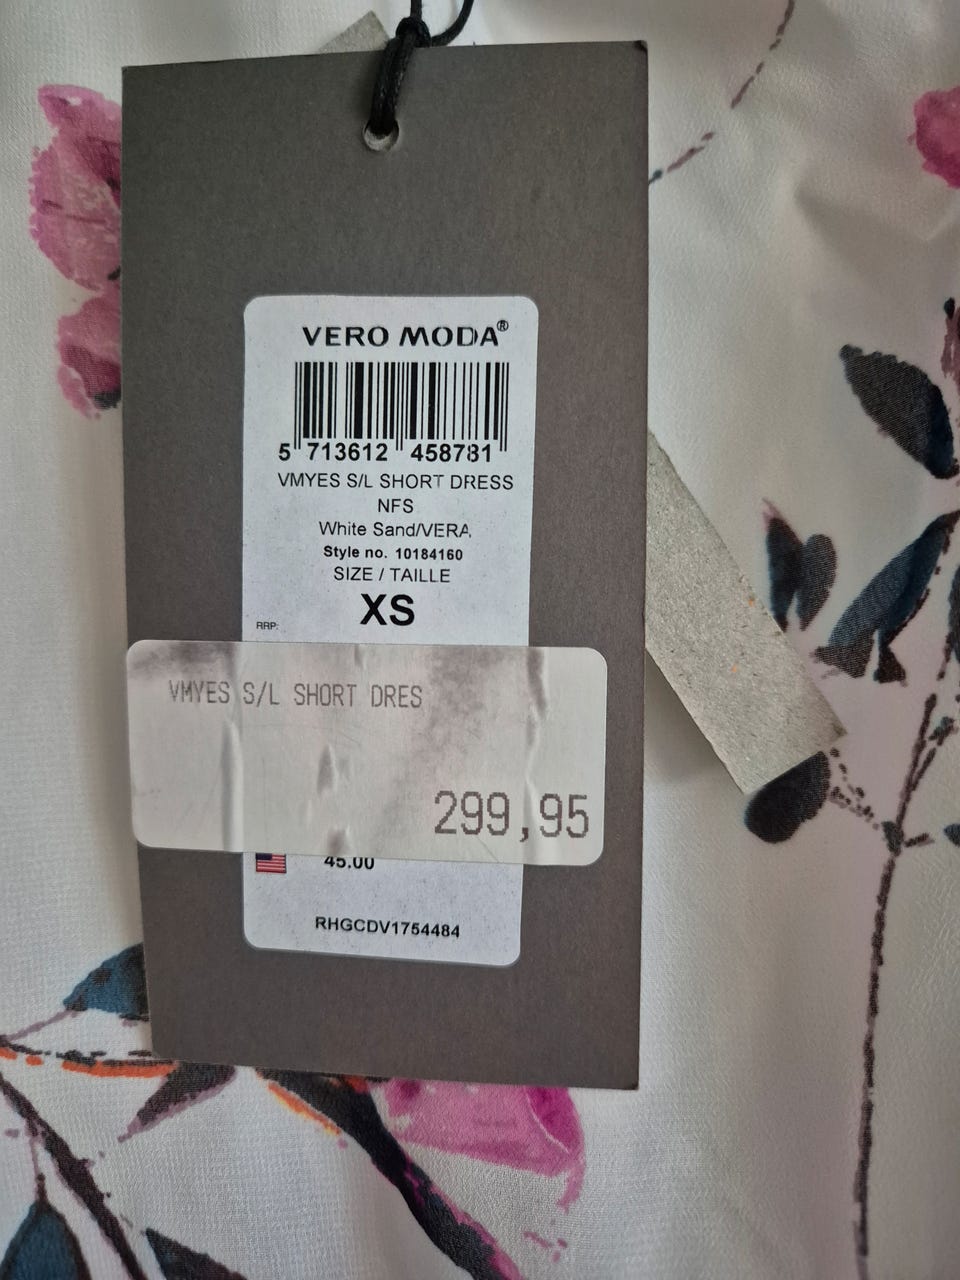 VERO MODA®
5 713612 458781
VMYES S/L SHORT DRESS
NFS
White Sand/VERA
Style no. 10184160
SIZE / TAILLE
XS
RRP:
VMYES S/L SHORT DRES
299,95
45.00
RHGCDV1754484